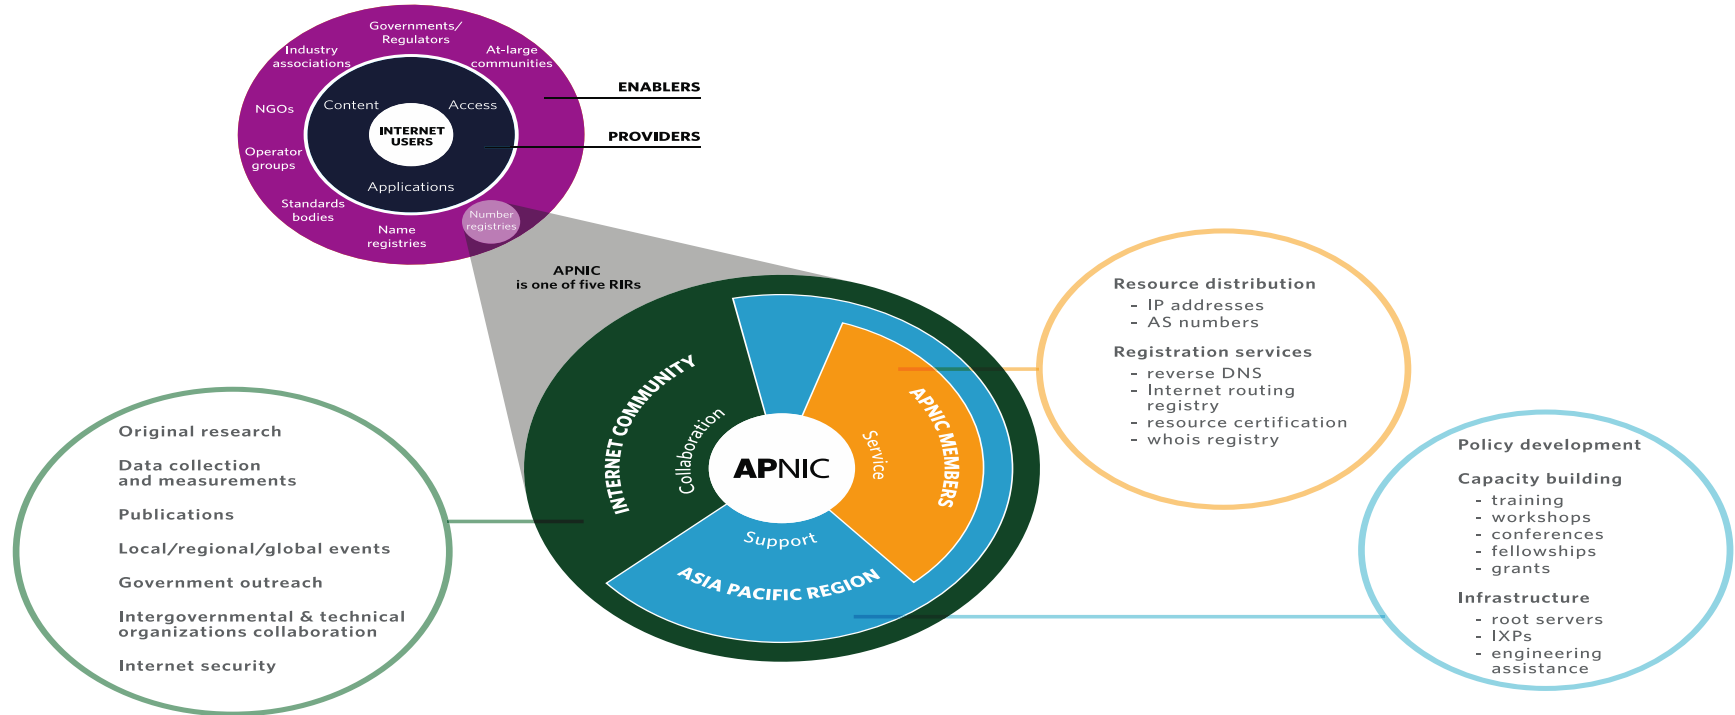 Governments/
Regulators
Industry
associations
At-large
communities
NGOs
Content
Access
INTERNET
USERS
Operator
groups
Applications
Standards
bodies
Name
registries
Number
registries
ENABLERS
PROVIDERS
APNIC
is one of five RIRs
INTERNET COMMUNITY
Collaboration
APNIC
Service
APNIC MEMBERS
Support
ASIA PACIFIC REGION
Original research
Data collection
and measurements
Publications
Local/regional/global events
Government outreach
Intergovernmental & technical
organizations collaboration
Internet security
Resource distribution
- IP addresses
- AS numbers
Registration services
- reverse DNS
- Internet routing
registry
- resource certification
- whois registry
Policy development
Capacity building
- training
- workshops
- conferences
- fellowships
- grants
Infrastructure
- root servers
- IXPs
- engineering
assistance